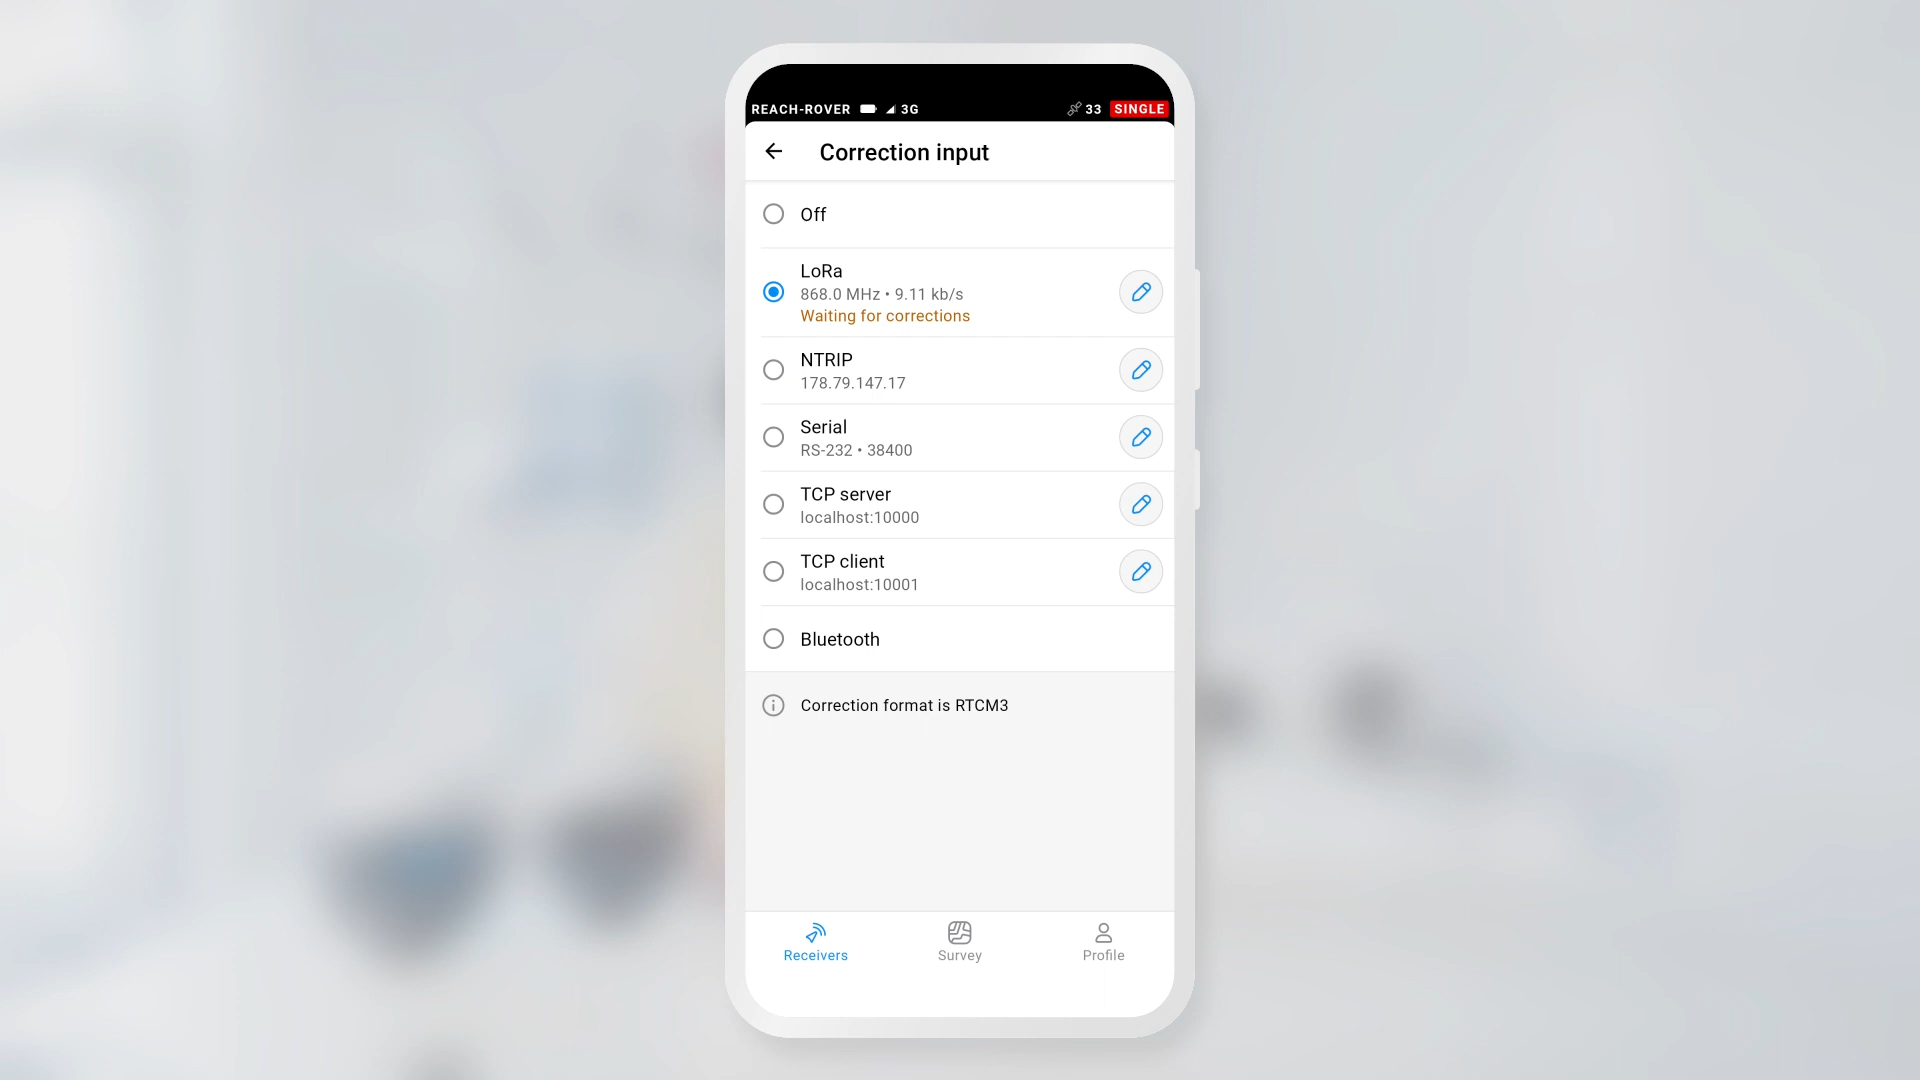 REACH-ROVER 3G 33 SINGLE
Correction input
Off
LoRa
868.0 MHz • 9.11 kb/s
Waiting for corrections
NTRIP
178.79.147.17
Serial
RS-232 • 38400
TCP server
localhost:10000
TCP client
localhost:10001
Bluetooth
Correction format is RTCM3
Receivers Survey Profile